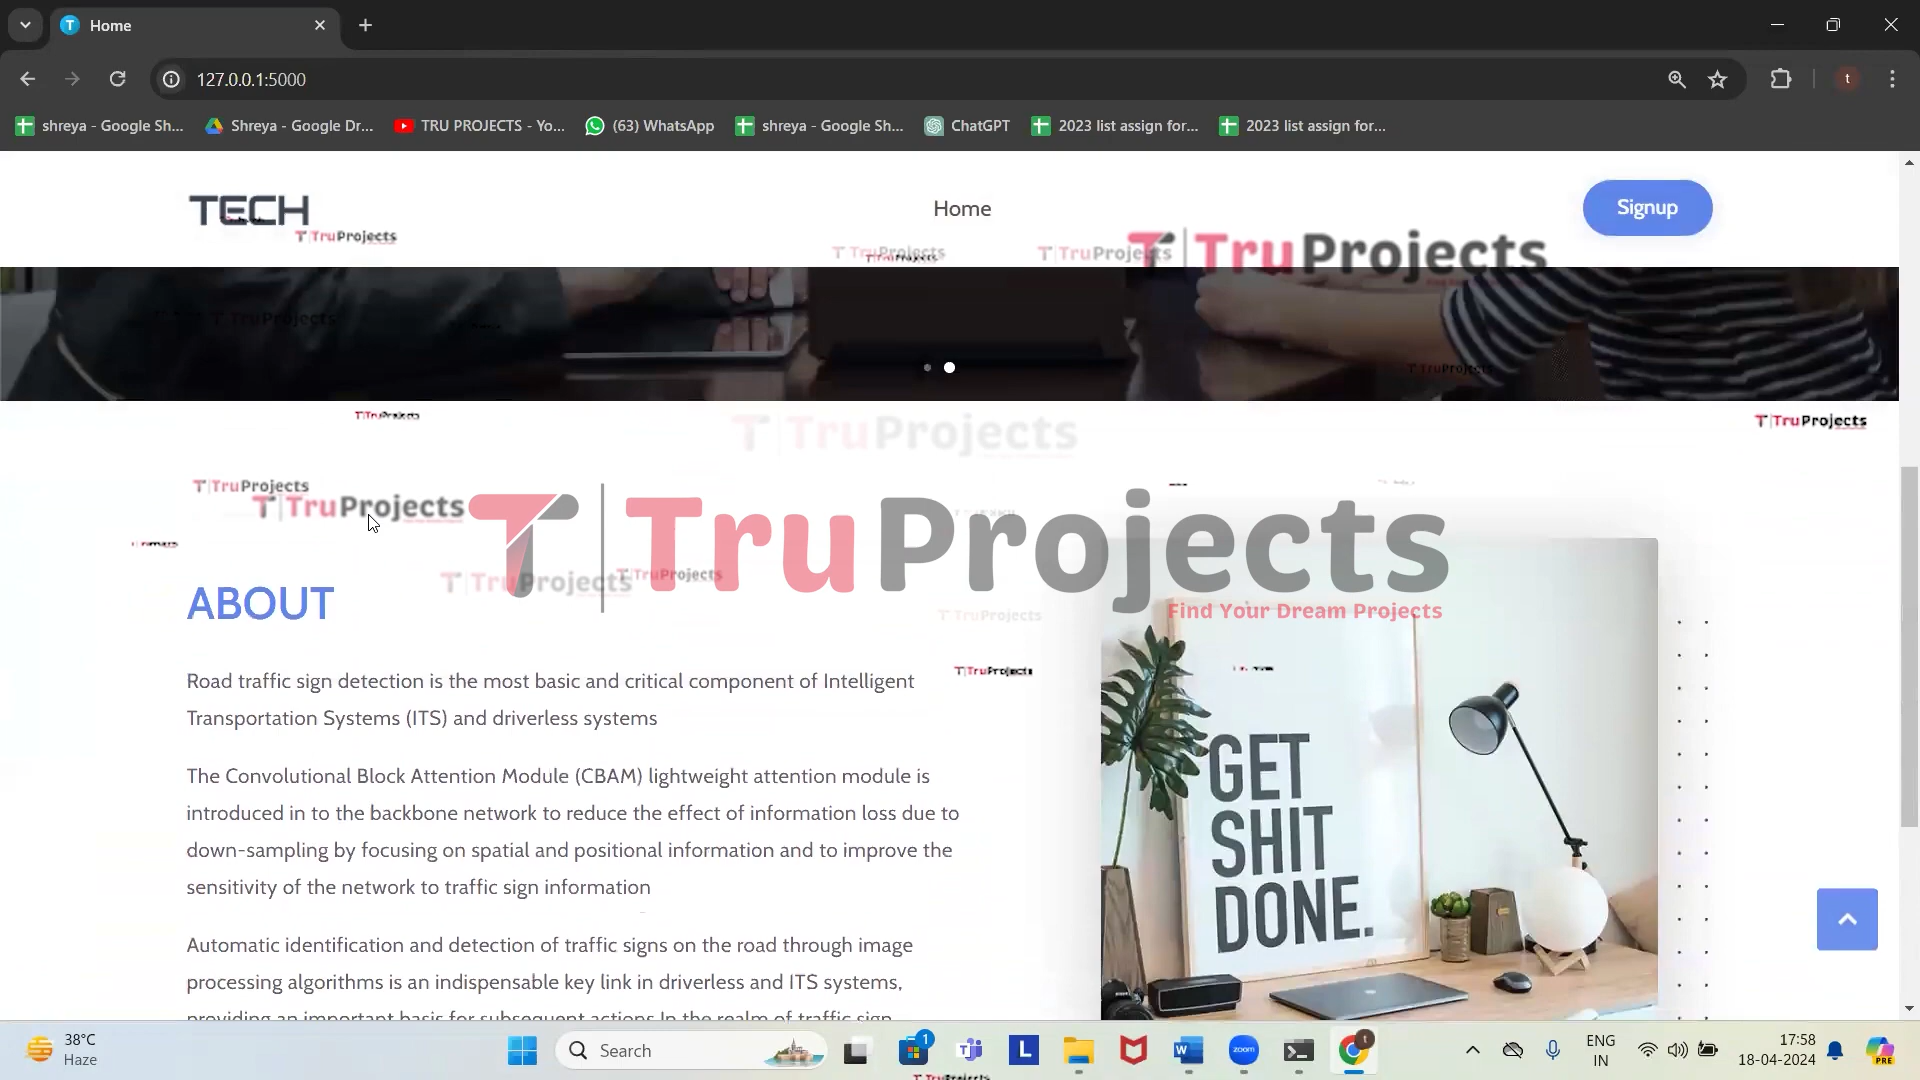 Home
127.0.0.1:5000
shreya - Google Sh...
Shreya - Google Dr...
TRU PROJECTS - Yo...
(63) WhatsApp
shreya - Google Sh...
ChatGPT
2023 list assign for...
2023 list assign for...
TECH
Home
Signup
TruProjects
TruProjects
TruProjects
TruProjects
TruProjects
TruProjects
TruProjects
TruProjects
TruProjects
TruProjects
TruProjects
TruProjects
TruProjects
Find Your Dream Projects
TruProjects
TruProjects
TruProjects
TruProjects
ABOUT
Road traffic sign detection is the most basic and critical component of Intelligent
Transportation Systems (ITS) and driverless systems
The Convolutional Block Attention Module (CBAM) lightweight attention module is
introduced in to the backbone network to reduce the effect of information loss due to
down-sampling by focusing on spatial and positional information and to improve the
sensitivity of the network to traffic sign information
Automatic identification and detection of traffic signs on the road through image
processing algorithms is an indispensable key link in driverless and ITS systems,
providing an important basis for subsequent actions.In the realm of traffic sign
GET
SHIT
DONE.
38°C
Haze
Search
1
zoom
ENG
IN
17:58
18-04-2024
PRE